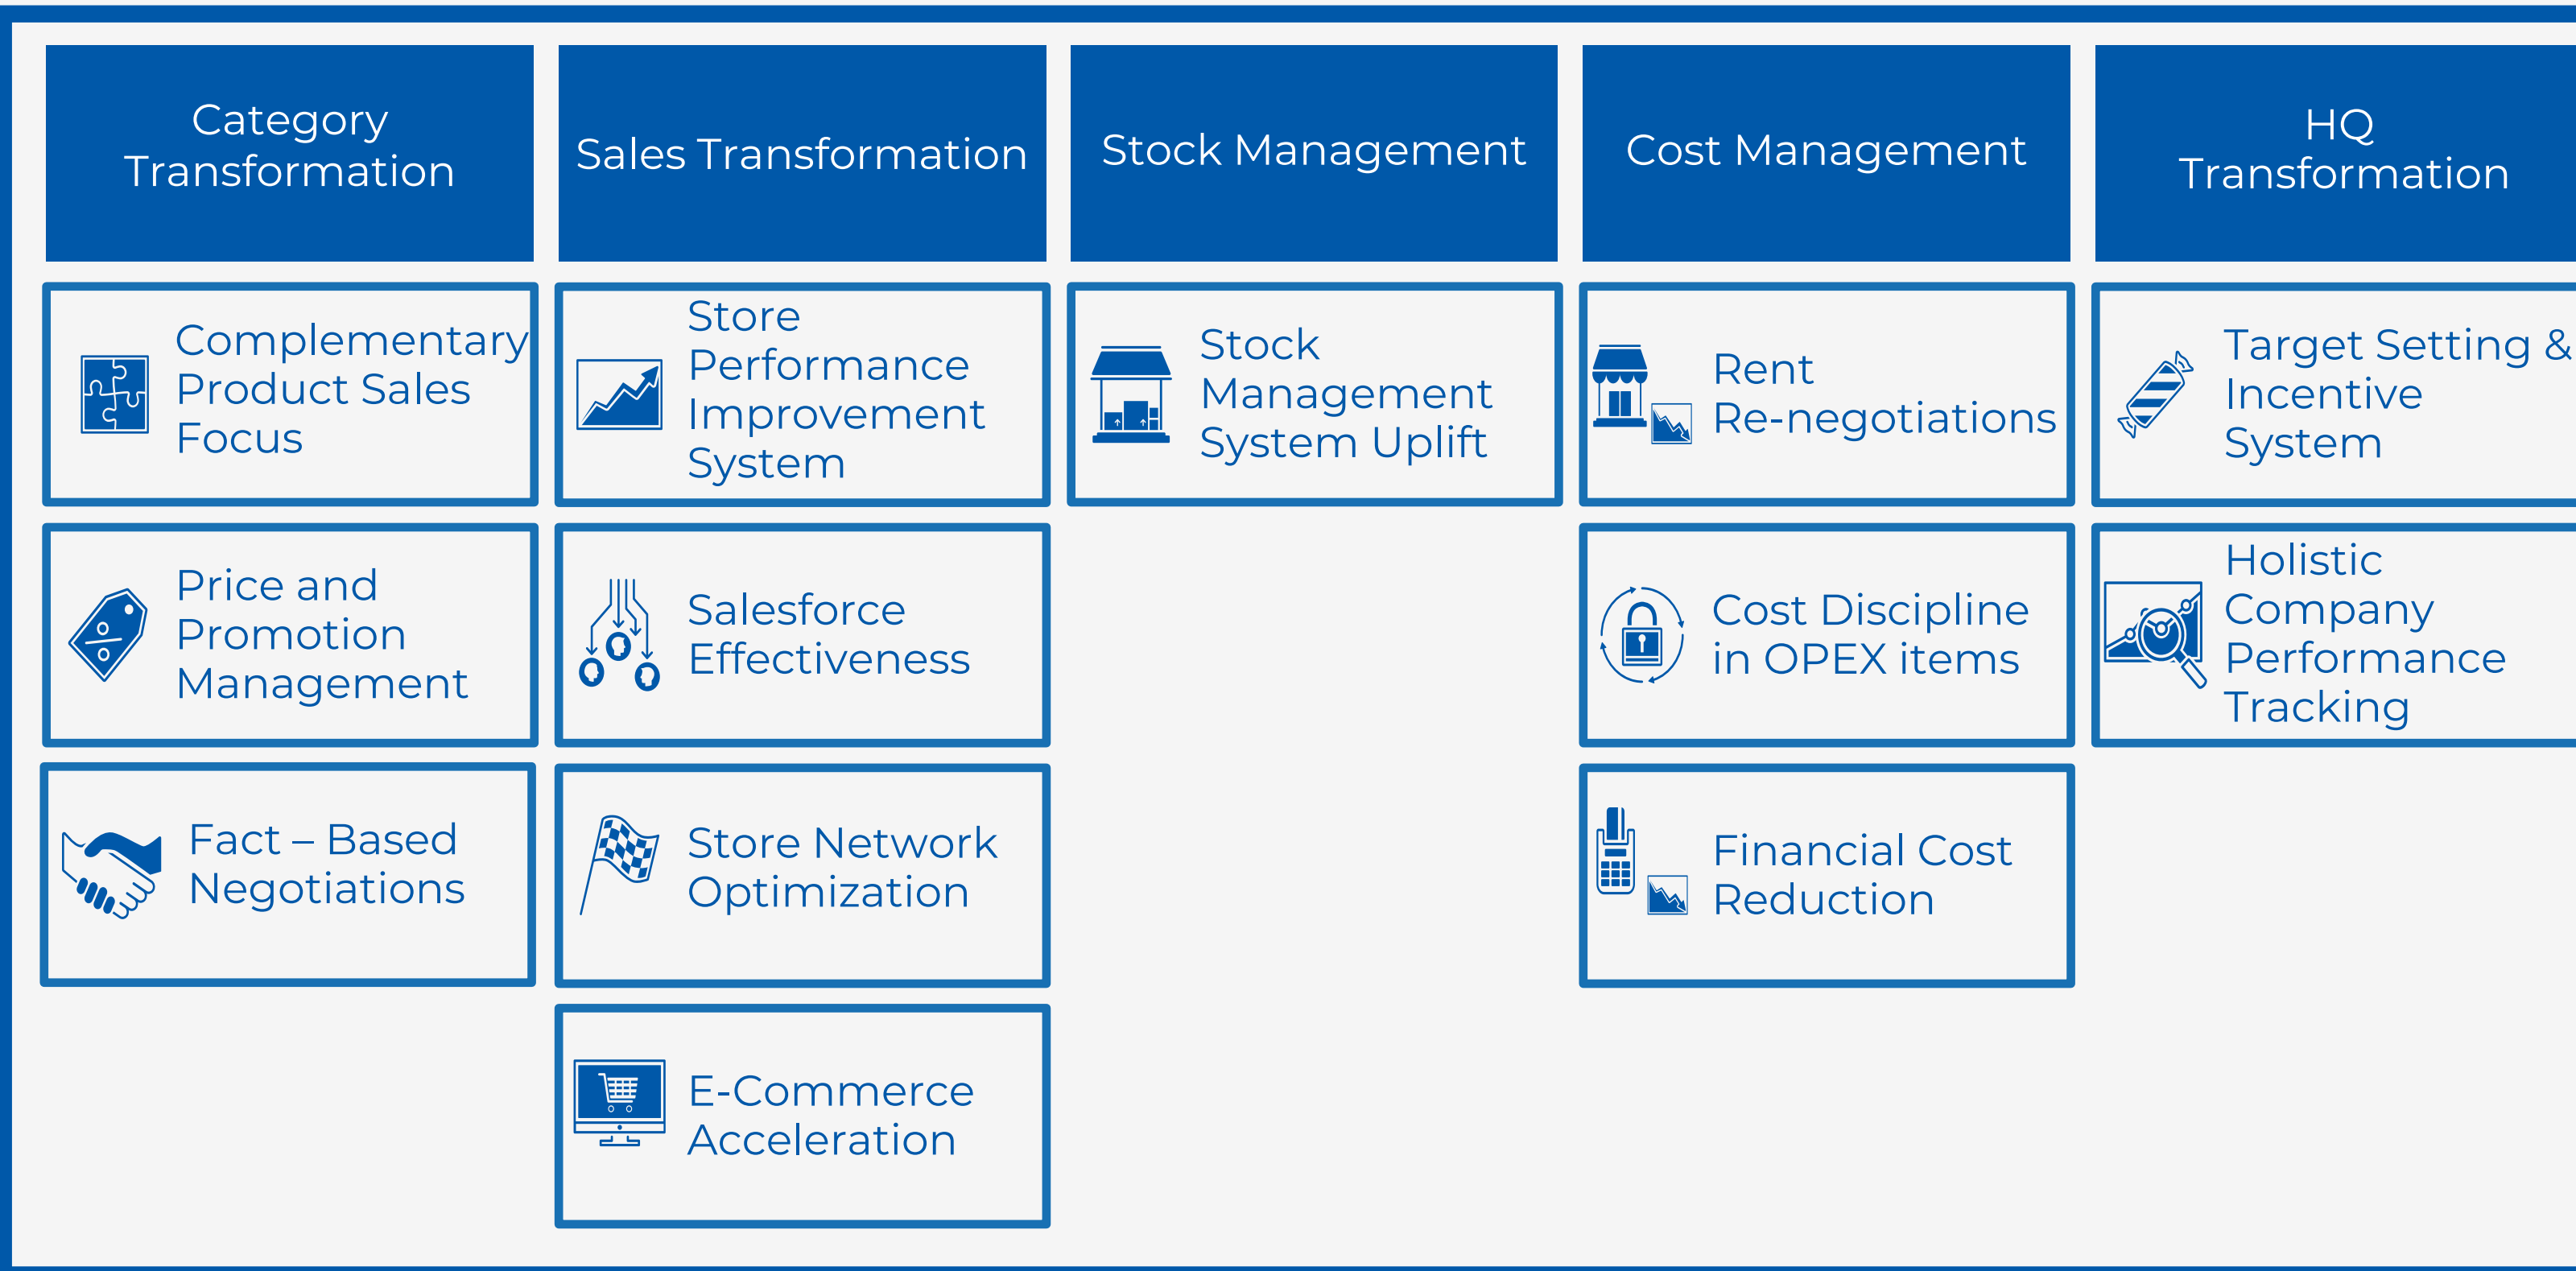 Category
Transformation
Sales Transformation
Stock Management
Cost Management
HQ
Transformation
Complementary
Product Sales
Focus
Price and
Promotion
Management
Fact – Based
Negotiations
Store
Performance
Improvement
System
Salesforce
Effectiveness
Store Network
Optimization
E-Commerce
Acceleration
Stock
Management
System Uplift
Rent
Re-negotiations
Cost Discipline
in OPEX items
Financial Cost
Reduction
Target Setting &
Incentive
System
Holistic
Company
Performance
Tracking